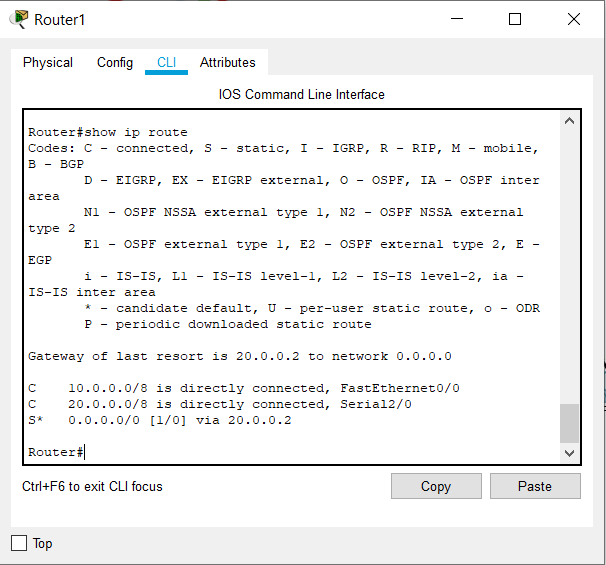 Router1
Physical Config CLI Attributes
IOS Command Line Interface
Router#show ip route
Codes: C - connected, S - static, I - IGRP, R - RIP, M - mobile,
B - BGP
       D - EIGRP, EX - EIGRP external, O - OSPF, IA - OSPF inter
area
       N1 - OSPF NSSA external type 1, N2 - OSPF NSSA external
type 2
       E1 - OSPF external type 1, E2 - OSPF external type 2, E -
EGP
       i - IS-IS, L1 - IS-IS level-1, L2 - IS-IS level-2, ia -
IS-IS inter area
       * - candidate default, U - per-user static route, o - ODR
       P - periodic downloaded static route
Gateway of last resort is 20.0.0.2 to network 0.0.0.0
C    10.0.0.0/8 is directly connected, FastEthernet0/0
C    20.0.0.0/8 is directly connected, Serial2/0
S*   0.0.0.0/0 [1/0] via 20.0.0.2
Router#
Ctrl+F6 to exit CLI focus
Copy Paste
Top